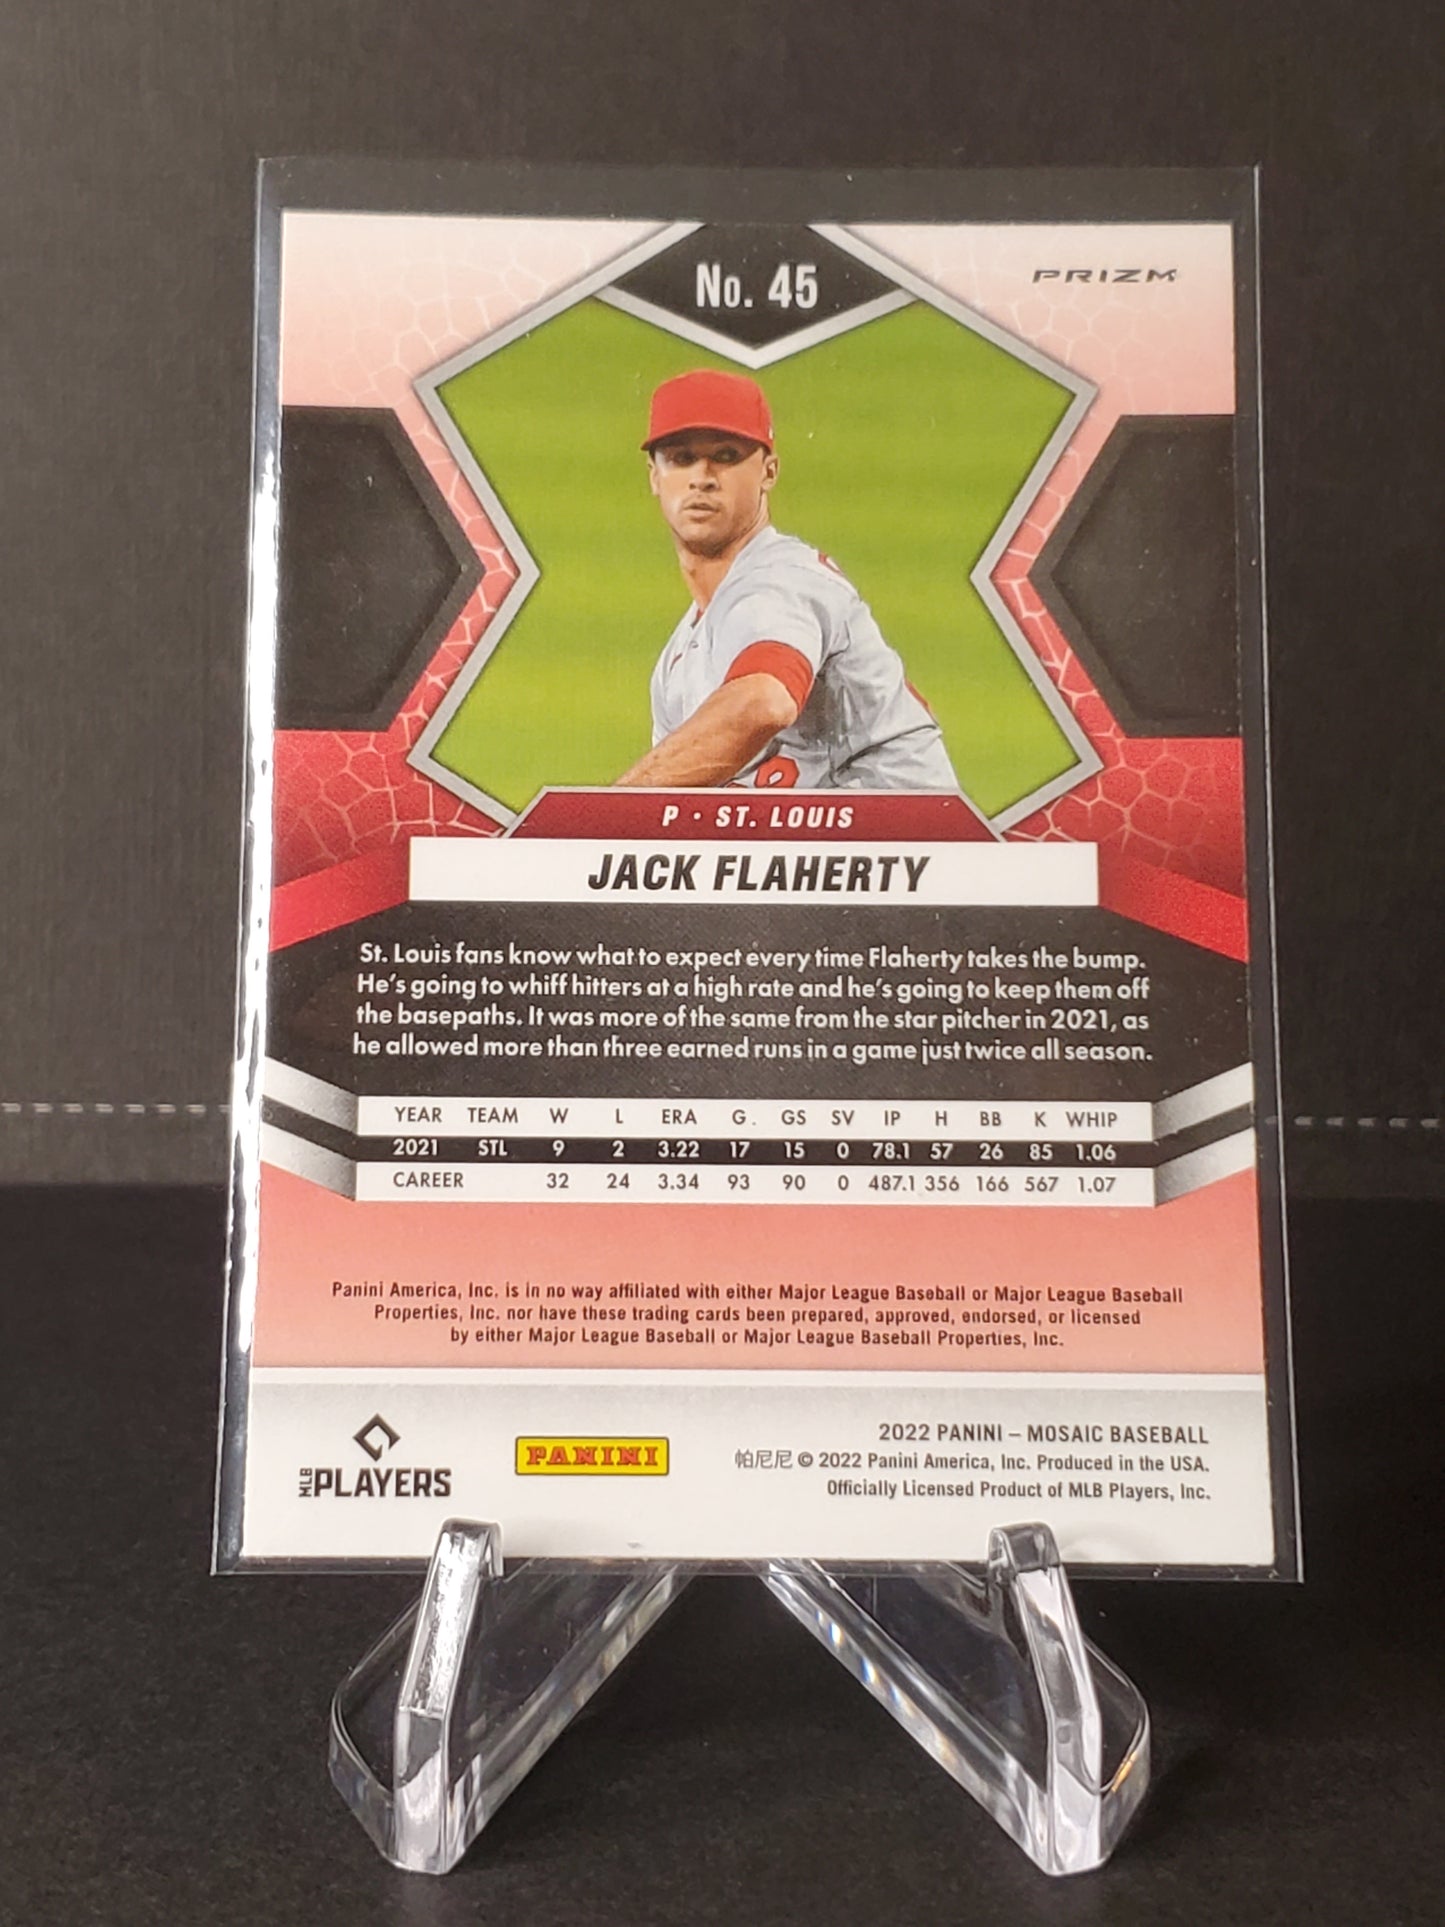 No. 45
PRIZM
P · ST. LOUIS
JACK FLAHERTY
St. Louis fans know what to expect every time Flaherty takes the bump.
He's going to whiff hitters at a high rate and he's going to keep them off
the basepaths. It was more of the same from the star pitcher in 2021, as
he allowed more than three earned runs in a game just twice all season.
YEAR TEAM W L ERA G. GS SV IP H BB K WHIP
2021 STL 9 2 3.22 17 15 0 78.1 57 26 85 1.06
CAREER 32 24 3.34 93 90 0 487.1 356 166 567 1.07
Panini America, Inc. is in no way affiliated with either Major League Baseball or Major League Baseball
Properties, Inc. nor have these trading cards been prepared, approved, endorsed, or licensed
by either Major League Baseball or Major League Baseball Properties, Inc.
MLB PLAYERS
PANINI
2022 PANINI – MOSAIC BASEBALL
帕尼尼 © 2022 Panini America, Inc. Produced in the USA.
Officially Licensed Product of MLB Players, Inc.